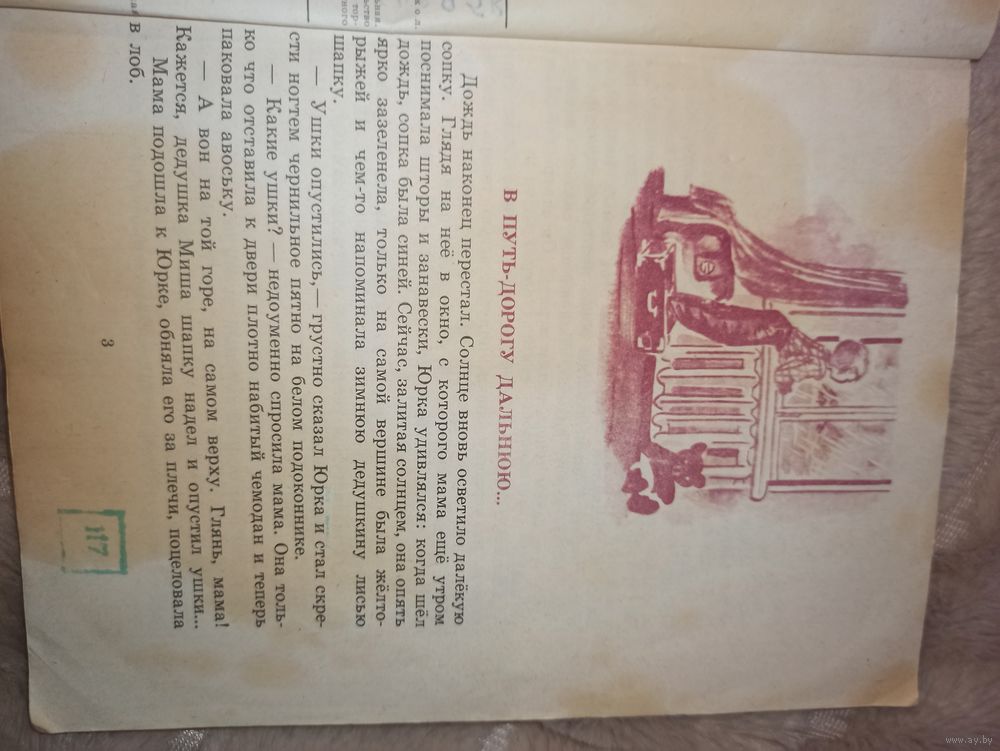 В ПУТЬ-ДОРОГУ ДАЛЬНЮЮ...
Дождь наконец перестал. Солнце вновь осветило далёкую
сопку. Глядя на неё в окно, с которого мама ещё утром
поснимала шторы и занавески, Юрка удивлялся: когда шёл
дождь, сопка была синей. Сейчас, залитая солнцем, она опять
ярко зазеленела, только на самой вершине была жёлто-
рыжей и чем-то напоминала зимнюю дедушкину лисью
шапку.
— Ушки опустились,— грустно сказал Юрка и стал скре-
сти ногтем чернильное пятно на белом подоконнике.
— Какие ушки? — недоуменно спросила мама. Она толь-
ко что отставила к двери плотно набитый чемодан и теперь
паковала авоську.
— А вон на той горе, на самом верху. Глянь, мама!
Кажется, дедушка Миша шапку надел и опустил ушки...
Мама подошла к Юрке, обняла его за плечи, поцеловала
в лоб.
3
117
www.ay.by